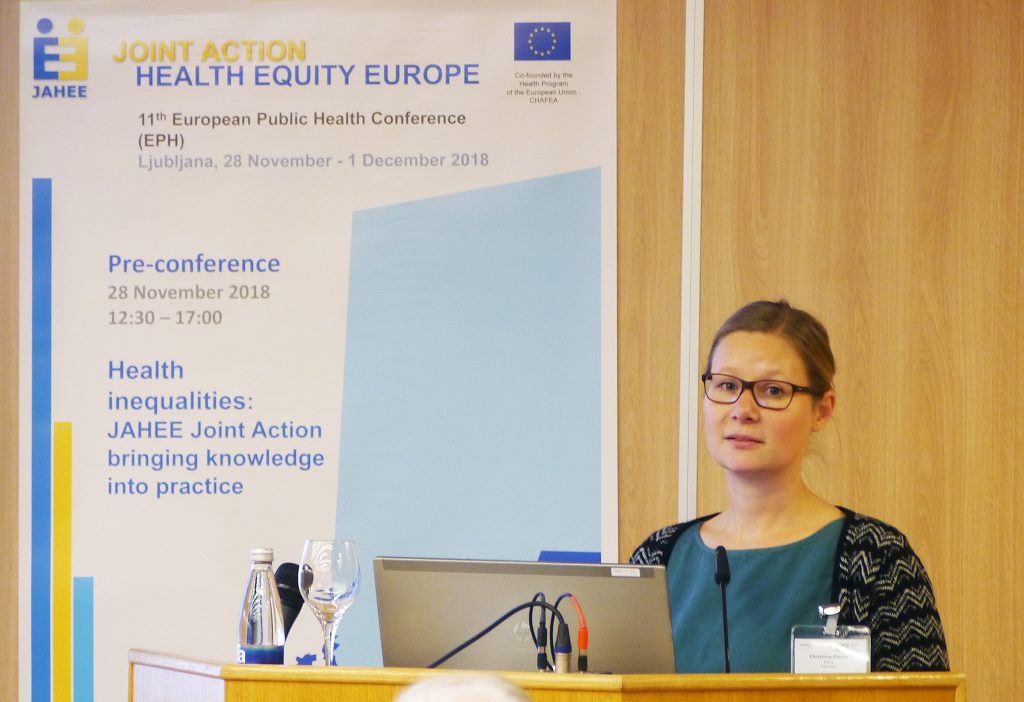 JAHEE
JOINT ACTION
HEALTH EQUITY EUROPE
Co-founded by the
Health Program
of the European Union -
CHAFEA
11th European Public Health Conference
(EPH)
Ljubljana, 28 November - 1 December 2018
Pre-conference
28 November 2018
12:30 – 17:00
Health
inequalities:
JAHEE Joint Action
bringing knowledge
into practice
hp
Christina